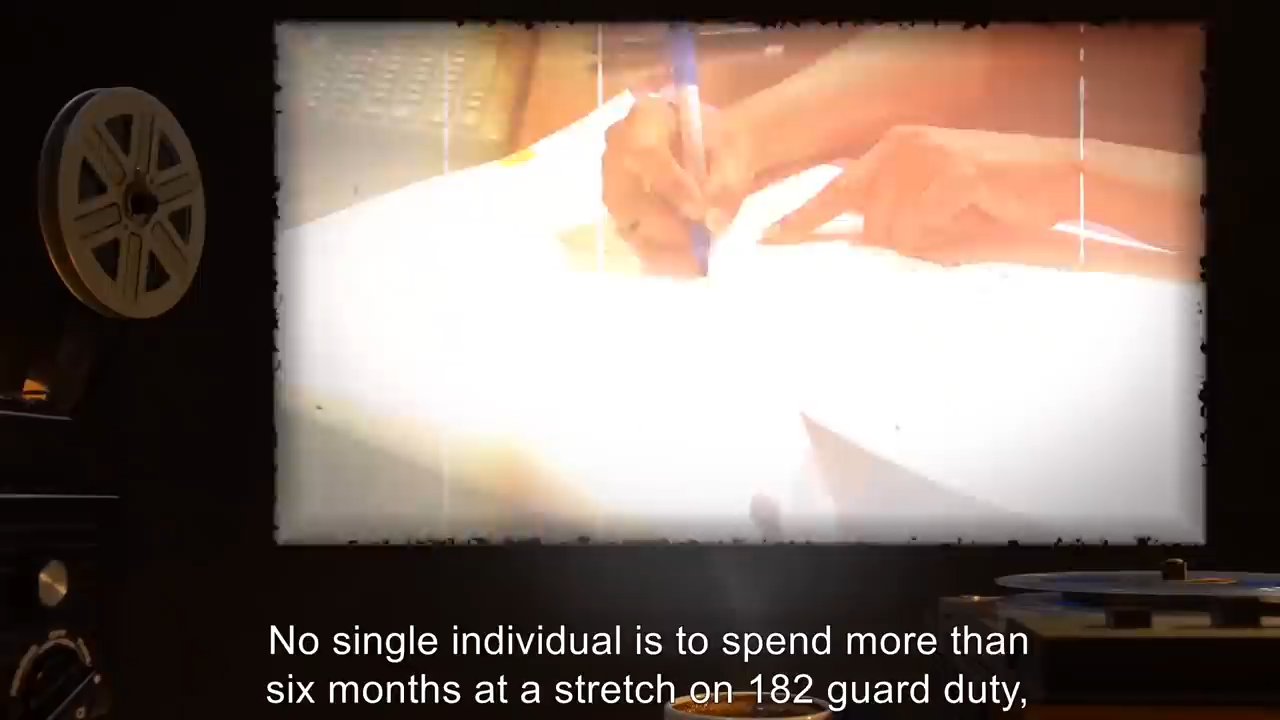 No single individual is to spend more than
six months at a stretch on 182 guard duty,